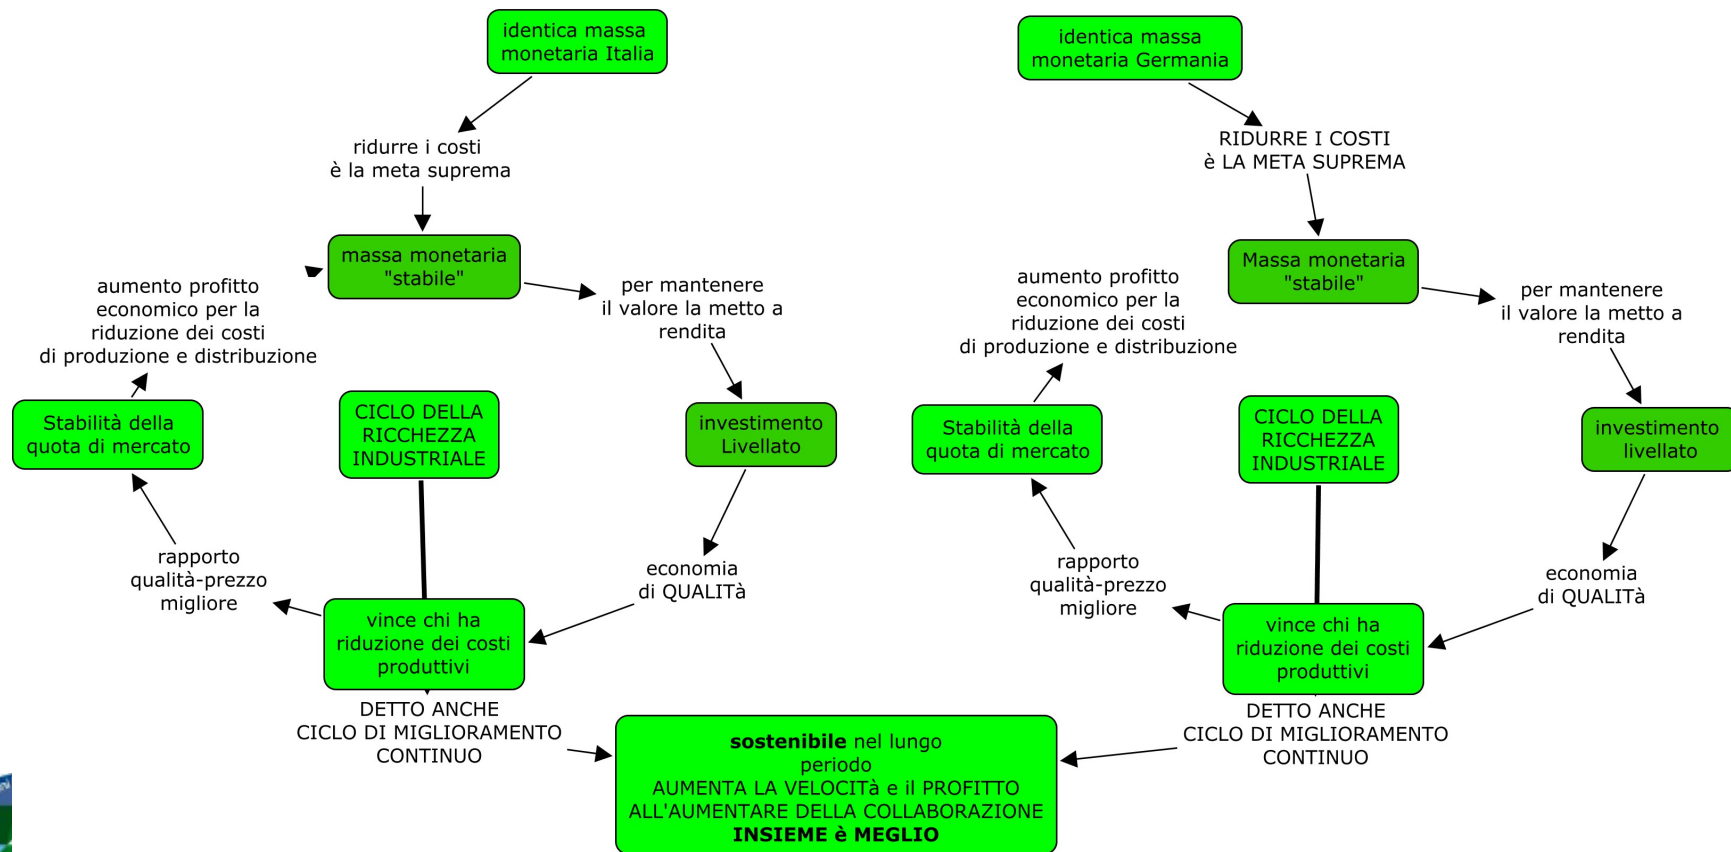 identica massa
monetaria Italia
ridurre i costi
è la meta suprema
massa monetaria
"stabile"
per mantenere
il valore la metto a
rendita
investimento
Livellato
economia
di QUALITà
vince chi ha
riduzione dei costi
produttivi
rapporto
qualità-prezzo
migliore
Stabilità della
quota di mercato
aumento profitto
economico per la
riduzione dei costi
di produzione e distribuzione
CICLO DELLA
RICCHEZZA
INDUSTRIALE
DETTO ANCHE
CICLO DI MIGLIORAMENTO
CONTINUO
identica massa
monetaria Germania
RIDURRE I COSTI
è LA META SUPREMA
Massa monetaria
"stabile"
per mantenere
il valore la metto a
rendita
investimento
livellato
economia
di QUALITà
vince chi ha
riduzione dei costi
produttivi
rapporto
qualità-prezzo
migliore
Stabilità della
quota di mercato
aumento profitto
economico per la
riduzione dei costi
di produzione e distribuzione
CICLO DELLA
RICCHEZZA
INDUSTRIALE
DETTO ANCHE
CICLO DI MIGLIORAMENTO
CONTINUO
sostenibile nel lungo
periodo
AUMENTA LA VELOCITà e il PROFITTO
ALL'AUMENTARE DELLA COLLABORAZIONE
INSIEME è MEGLIO